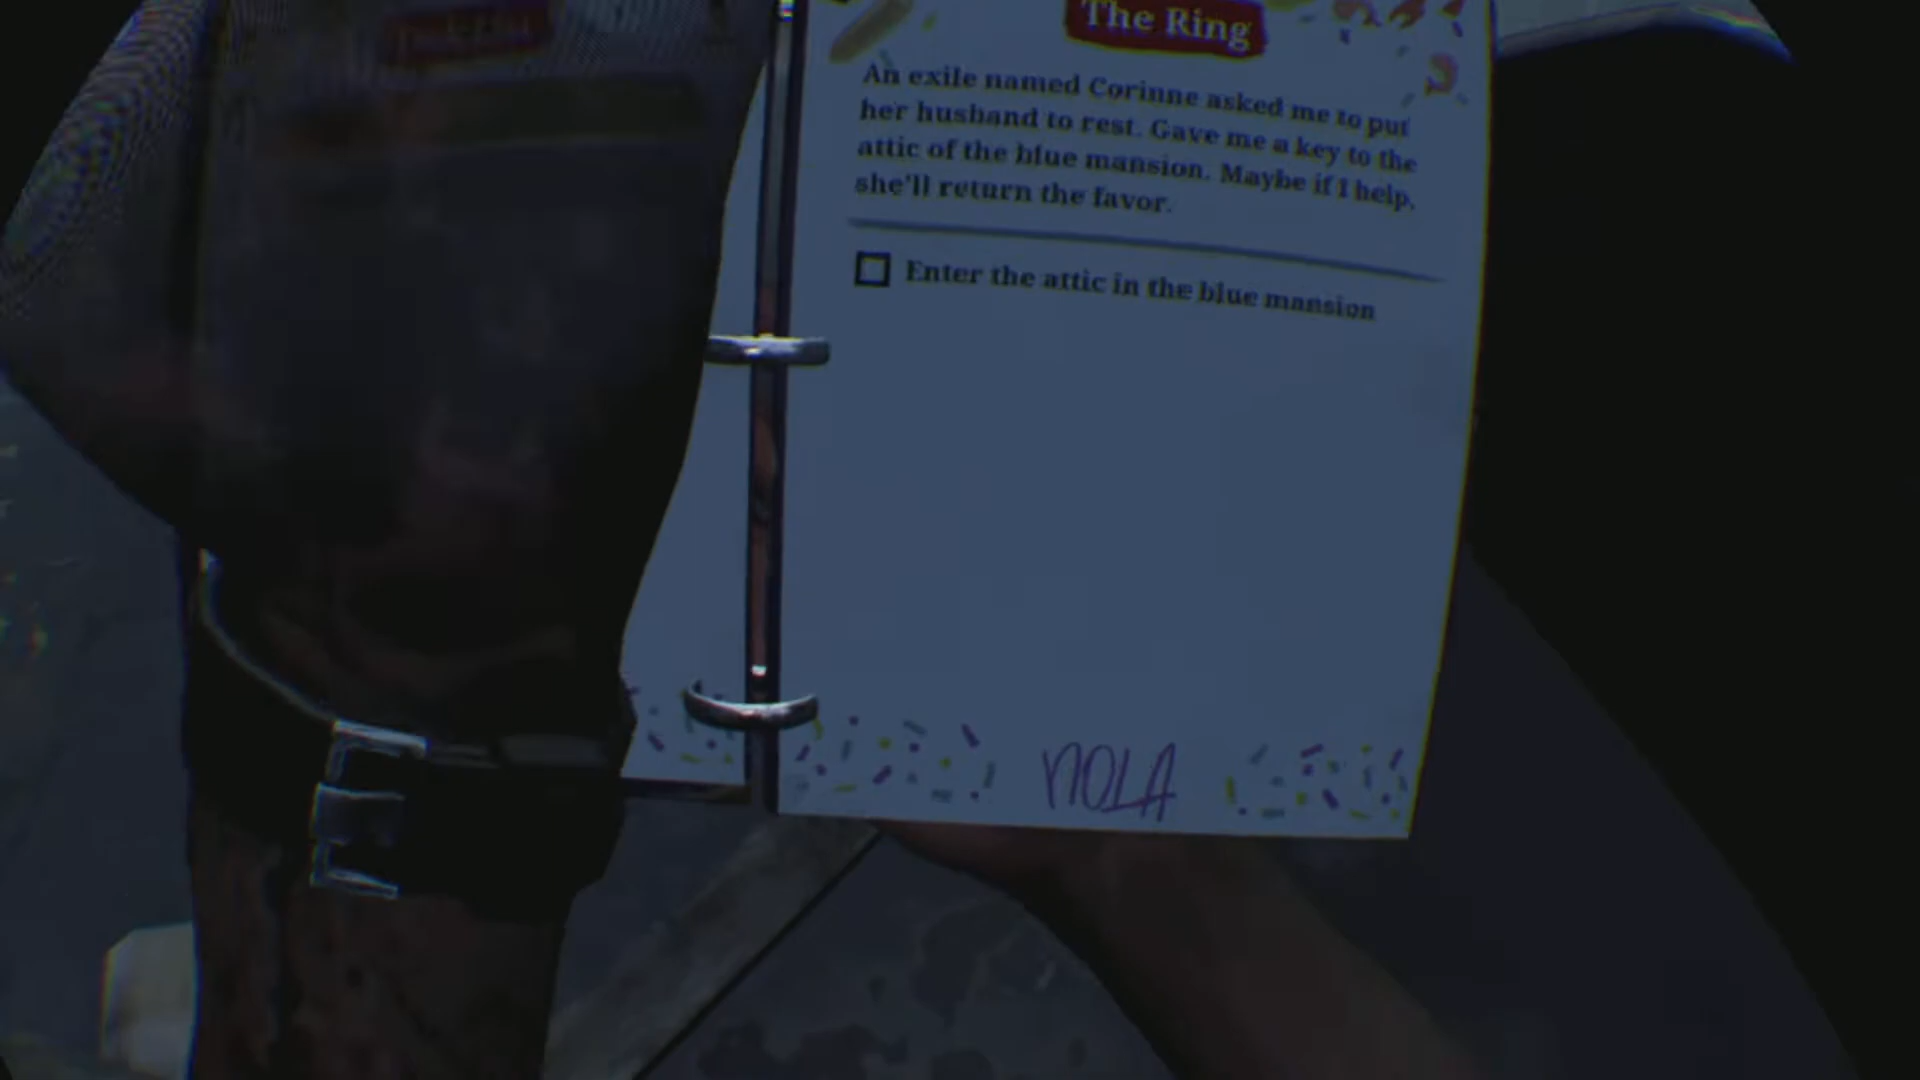 The Ring
An exile named Corinne asked me to put
her husband to rest. Gave me a key to the
attic of the blue mansion. Maybe if I help,
she'll return the favor.
Enter the attic in the blue mansion
NOLA